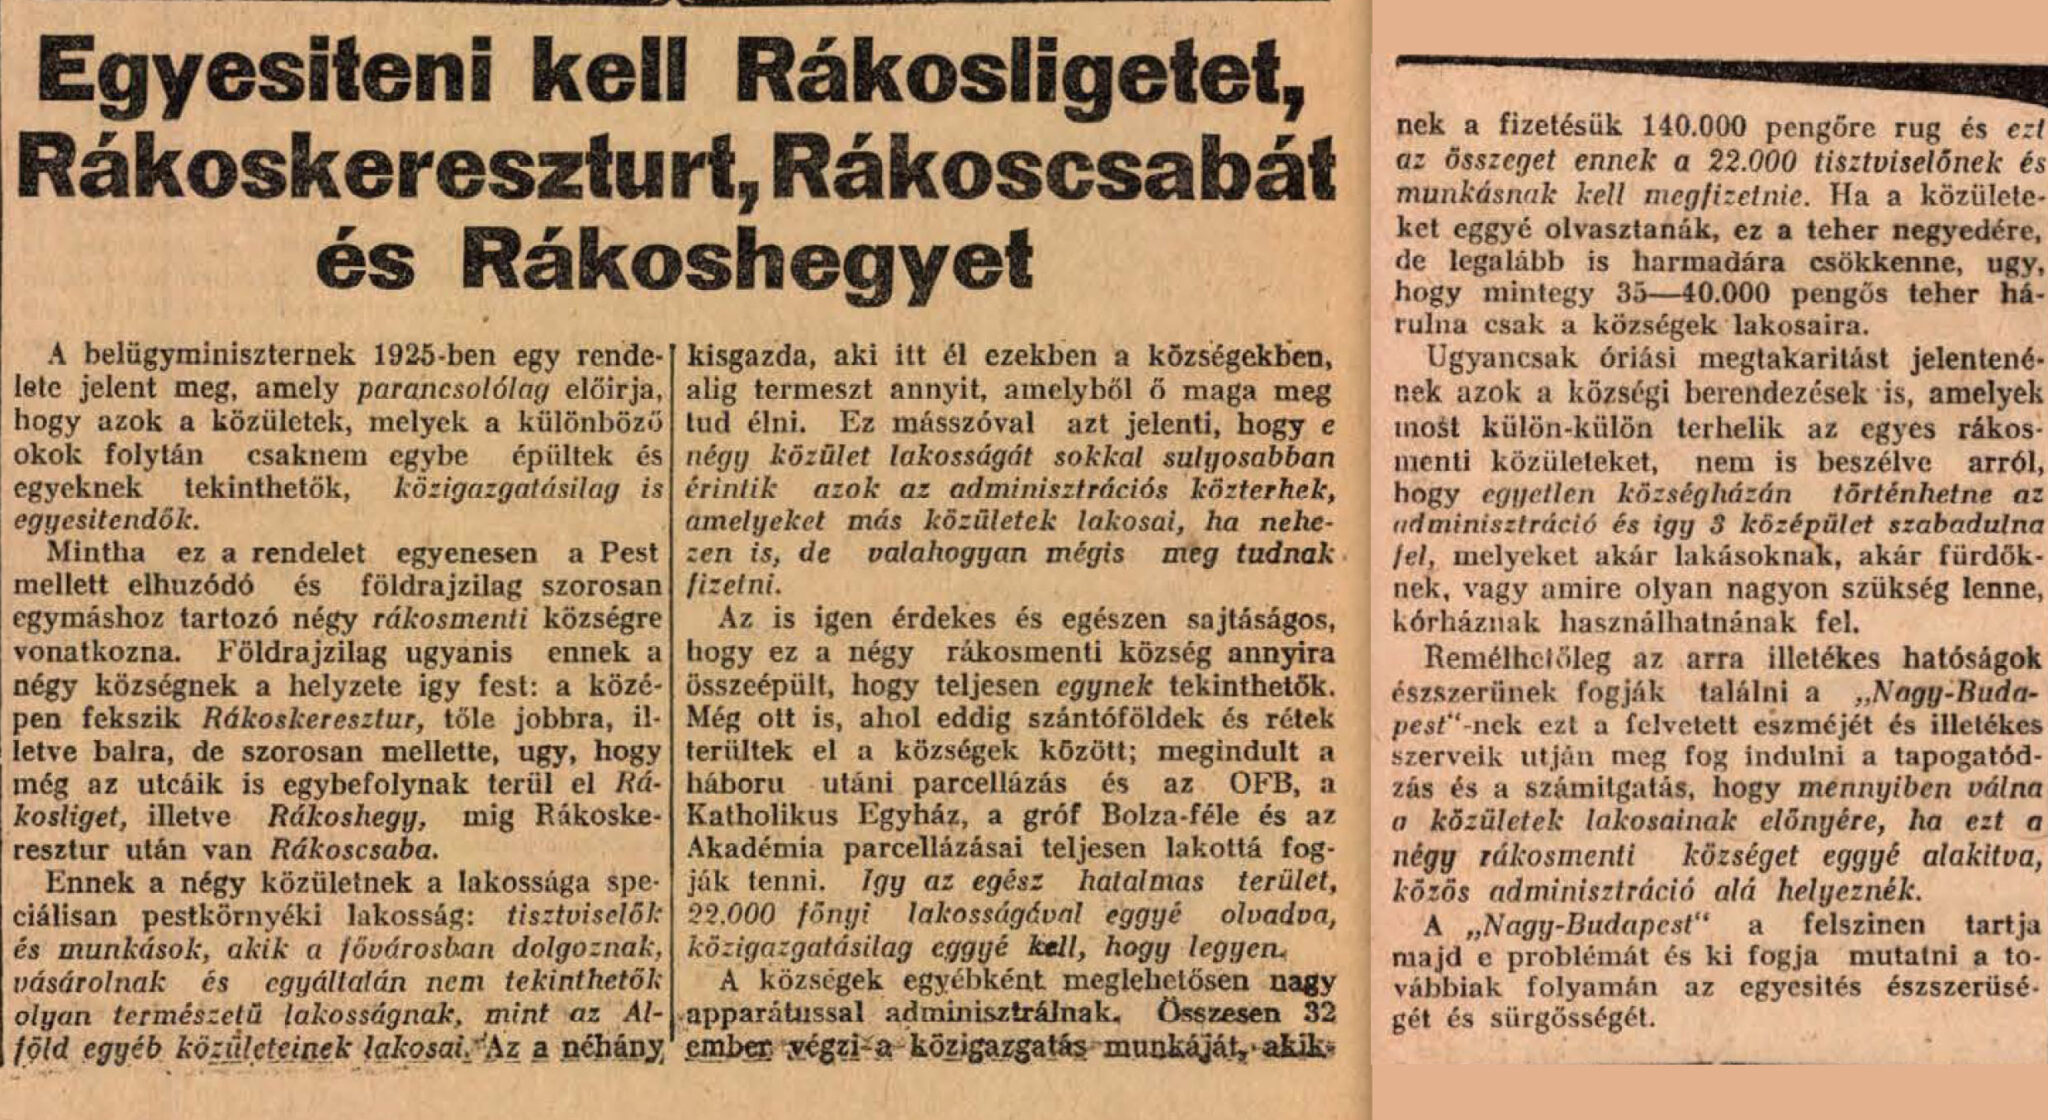 Egyesiteni kell Rákosligetet,
Rákoskereszturt, Rákoscsabát
és Rákoshegyet
A belügyminiszternek 1925-ben egy rende-
lete jelent meg, amely parancsolólag előirja,
hogy azok a közületek, melyek a különböző
okok folytán csaknem egybe épültek és
egyeknek tekinthetők, közigazgatásilag is
egyesitendők.
Mintha ez a rendelet egyenesen a Pest
mellett elhuzódó és földrajzilag szorosan
egymáshoz tartozó négy rákosmenti községre
vonatkozna. Földrajzilag ugyanis ennek a
négy községnek a helyzete igy fest: a közé-
pen fekszik Rákoskeresztur, tőle jobbra, il-
letve balra, de szorosan mellette, ugy, hogy
még az utcáik is egybefolynak terül el Rá-
kosliget, illetve Rákoshegy, mig Rákoske-
resztur után van Rákoscsaba.
Ennek a négy közületnek a lakossága spe-
ciálisan pestkörnyéki lakosság: tisztviselők
és munkások, akik a fővárosban dolgoznak,
vásárolnak és egyáltalán nem tekinthetők
olyan természetü lakosságnak, mint az Al-
föld egyéb közületeinek lakosai. Az a néhány
kisgazda, aki itt él ezekben a községekben,
alig termeszt annyit, amelyből ő maga meg
tud élni. Ez másszóval azt jelenti, hogy e
négy közület lakosságát sokkal sulyosabban
érintik azok az adminisztrációs közterhek,
amelyeket más közületek lakosai, ha nehe-
zen is, de valahogyan mégis meg tudnak
fizetni.
Az is igen érdekes és egészen sajtáságos,
hogy ez a négy rákosmenti község annyira
összeépült, hogy teljesen egynek tekinthetők.
Még ott is, ahol eddig szántóföldek és rétek
terültek el a községek között; megindult a
háboru utáni parcellázás és az OFB, a
Katholikus Egyház, a gróf Bolza-féle és az
Akadémia parcellázásai teljesen lakottá fog-
ják tenni. Igy az egész hatalmas terület,
22.000 főnyi lakosságával eggyé olvadva,
közigazgatásilag eggyé kell, hogy legyen.
A községek egyébként meglehetősen nagy
apparátussal adminisztrálnak. Összesen 32
ember végzi a közigazgatás munkáját, akik-
nek a fizetésük 140.000 pengőre rug és ezt
az összeget ennek a 22.000 tisztviselőnek és
munkásnak kell megfizetnie. Ha a közülete-
ket eggyé olvasztanák, ez a teher negyedére,
de legalább is harmadára csökkenne, ugy,
hogy mintegy 35—40.000 pengős teher há-
rulna csak a községek lakosaira.
Ugyancsak óriási megtakaritást jelentené-
nek azok a községi berendezések is, amelyek
most külön-külön terhelik az egyes rákos-
menti közületeket, nem is beszélve arról,
hogy egyetlen községházán történhetne az
adminisztráció és igy 3 középület szabadulna
fel, melyeket akár lakásoknak, akár fürdők-
nek, vagy amire olyan nagyon szükség lenne,
kórháznak használhatnának fel.
Remélhetőleg az arra illetékes hatóságok
észszerünek fogják találni a „Nagy-Buda-
pest“-nek ezt a felvetett eszméjét és illetékes
szerveik utján meg fog indulni a tapogatód-
zás és a számitgatás, hogy mennyiben válna
a közületek lakosainak előnyére, ha ezt a
négy rákosmenti községet eggyé alakitva,
közös adminisztráció alá helyeznék.
A „Nagy-Budapest“ a felszinen tartja
majd e problémát és ki fogja mutatni a to-
vábbiak folyamán az egyesités észszerüsé-
gét és sürgősségét.